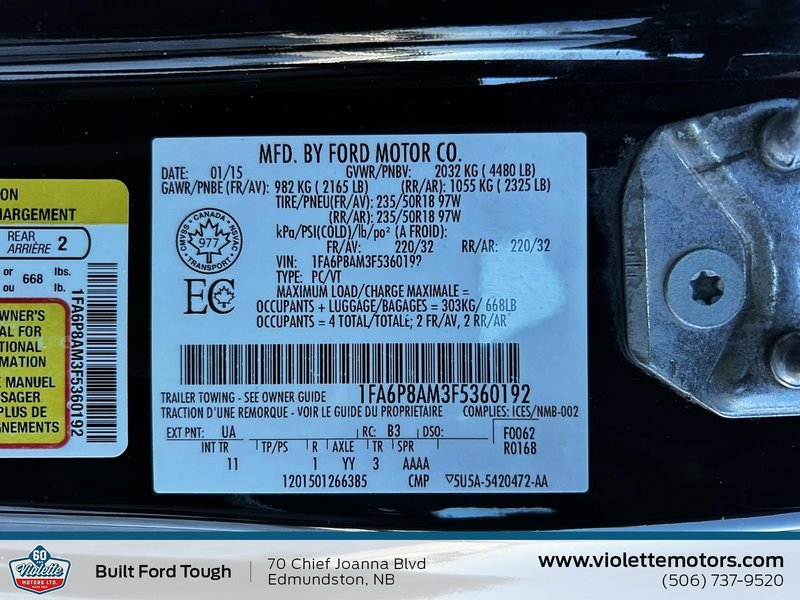 ON
HARGEMENT
REAR
ARRIÈRE 2
or 668 lbs.
ou lb.
1FA6P8AM3F5360192
OWNER'S
AL FOR
TIONAL
MATION
E MANUEL
SAGER
PLUS DE
GNEMENTS
MFD. BY FORD MOTOR CO.
DATE: 01/15 GVWR/PNBV: 2032 KG ( 4480 LB)
GAWR/PNBE (FR/AV): 982 KG ( 2165 LB) (RR/AR): 1055 KG ( 2325 LB)
TIRE/PNEU(FR/AV): 235/50R18 97W
(RR/AR): 235/50R18 97W
kPa/PSI(COLD)/lb/po² (A FROID):
FR/AV: 220/32 RR/AR: 220/32
VIN: 1FA6P8AM3F5360192
TYPE: PC/VT
MAXIMUM LOAD/CHARGE MAXIMALE =
OCCUPANTS + LUGGAGE/BAGAGES = 303KG/ 668LB
OCCUPANTS = 4 TOTAL/TOTALE; 2 FR/AV, 2 RR/AR
CANADA
CMVSS NSVAC
977
TRANSPORT
EC
TRAILER TOWING - SEE OWNER GUIDE 1FA6P8AM3F5360192
TRACTION D'UNE REMORQUE - VOIR LE GUIDE DU PROPRIETAIRE COMPLIES: ICES/NMB-002
EXT PNT: UA RC: B3 DSO: F0062
INT TR TP/PS R AXLE TR SPR R0168
11 1 YY 3 AAAA
1201501266385 CMP ▽5U5A-5420472-AA
60
Violette
MOTORS LTD.
Built Ford Tough
70 Chief Joanna Blvd
Edmundston, NB
www.violettemotors.com
(506) 737-9520